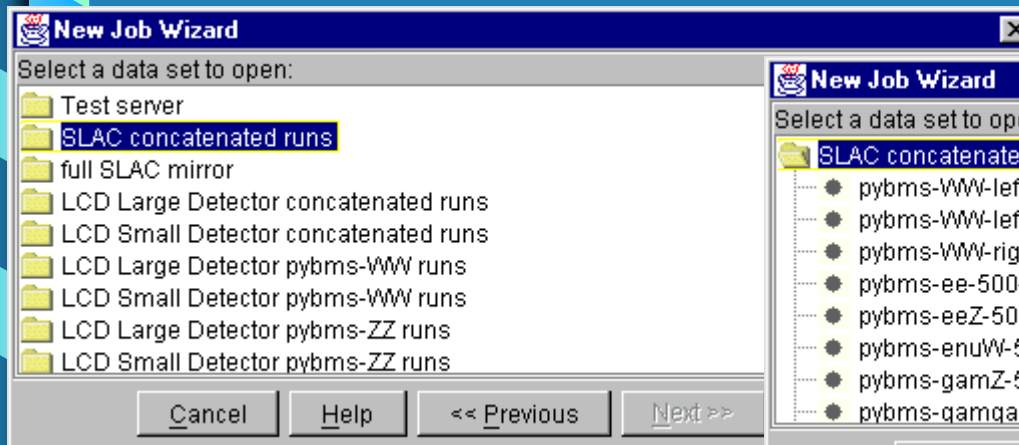 New Job Wizard
Select a data set to open:
Test server
SLAC concatenated runs
full SLAC mirror
LCD Large Detector concatenated runs
LCD Small Detector concatenated runs
LCD Large Detector pybms-WW runs
LCD Small Detector pybms-WW runs
LCD Large Detector pybms-ZZ runs
LCD Small Detector pybms-ZZ runs
Cancel
Help
<< Previous
Next >>
New Job Wizard
Select a data set to ope
SLAC concatenate
pybms-WW-lef
pybms-WW-lef
pybms-WW-rig
pybms-ee-500
pybms-eeZ-50
pybms-enuW-5
pybms-gamZ-5
pybms-gamga